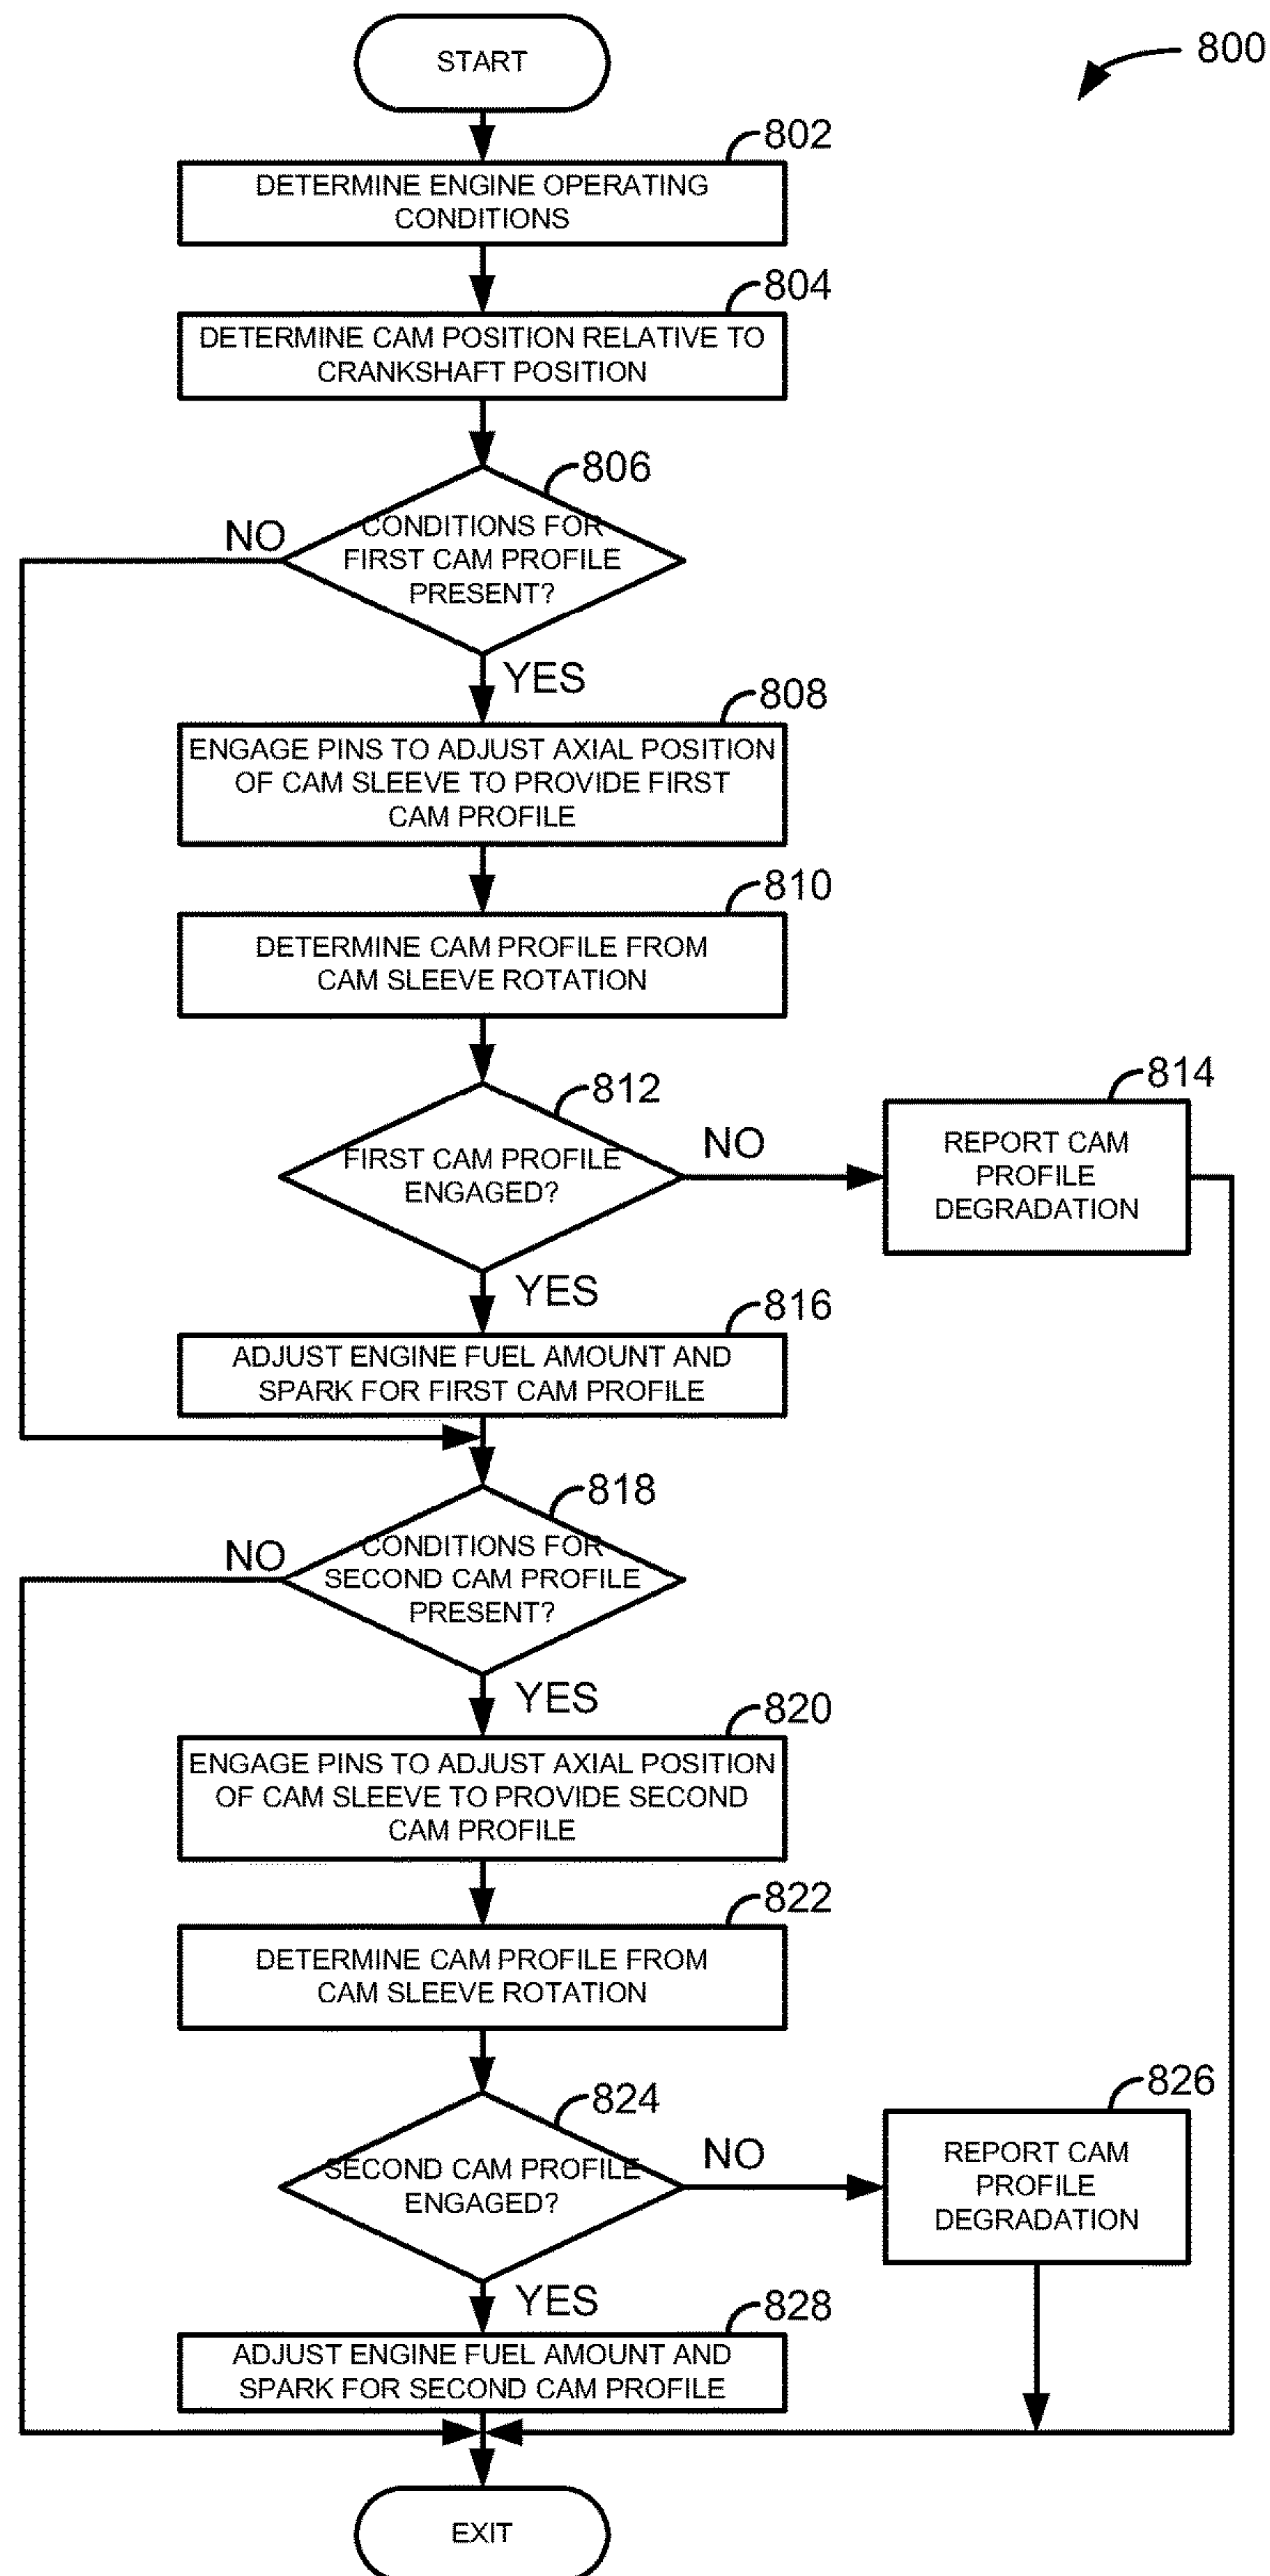 START
800
802
DETERMINE ENGINE OPERATING
CONDITIONS
804
DETERMINE CAM POSITION RELATIVE TO
CRANKSHAFT POSITION
806
NO
CONDITIONS FOR
FIRST CAM PROFILE
PRESENT?
YES
808
ENGAGE PINS TO ADJUST AXIAL POSITION
OF CAM SLEEVE TO PROVIDE FIRST
CAM PROFILE
810
DETERMINE CAM PROFILE FROM
CAM SLEEVE ROTATION
812
FIRST CAM PROFILE
ENGAGED?
NO
814
REPORT CAM
PROFILE
DEGRADATION
YES
816
ADJUST ENGINE FUEL AMOUNT AND
SPARK FOR FIRST CAM PROFILE
818
NO
CONDITIONS FOR
SECOND CAM PROFILE
PRESENT?
YES
820
ENGAGE PINS TO ADJUST AXIAL POSITION
OF CAM SLEEVE TO PROVIDE SECOND
CAM PROFILE
822
DETERMINE CAM PROFILE FROM
CAM SLEEVE ROTATION
824
SECOND CAM PROFILE
ENGAGED?
NO
826
REPORT CAM
PROFILE
DEGRADATION
YES
828
ADJUST ENGINE FUEL AMOUNT AND
SPARK FOR SECOND CAM PROFILE
EXIT